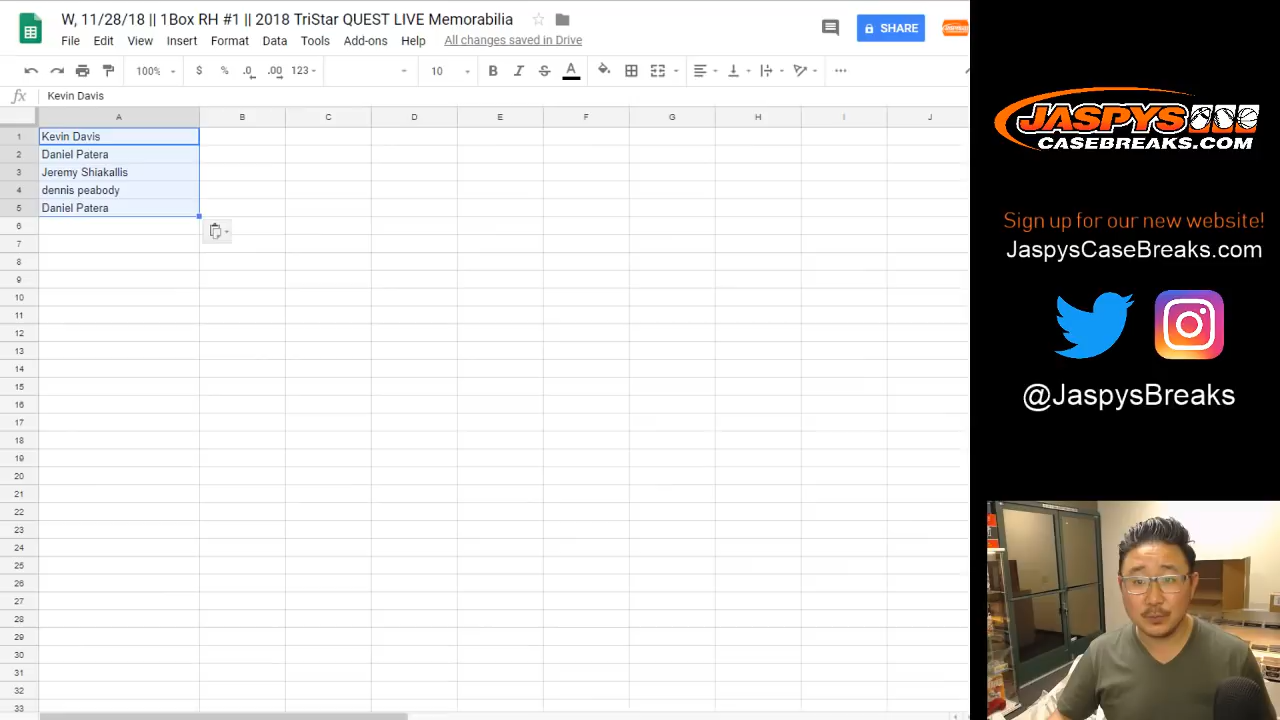 W, 11/28/18 || 1Box RH #1 || 2018 TriStar QUEST LIVE Memorabilia
File Edit View Insert Format Data Tools Add-ons Help All changes saved in Drive
SHARE
100% $ % .0 .00 123 10 B I S A
fx Kevin Davis
A B C D E F G H I J
1 Kevin Davis
2 Daniel Patera
3 Jeremy Shiakallis
4 dennis peabody
5 Daniel Patera
6
7
8
9
10
11
12
13
14
15
16
17
18
19
20
21
22
23
24
25
26
27
28
29
30
31
32
33
JASPYS
CASEBREAKS.COM
Sign up for our new website!
JaspysCaseBreaks.com
@JaspysBreaks